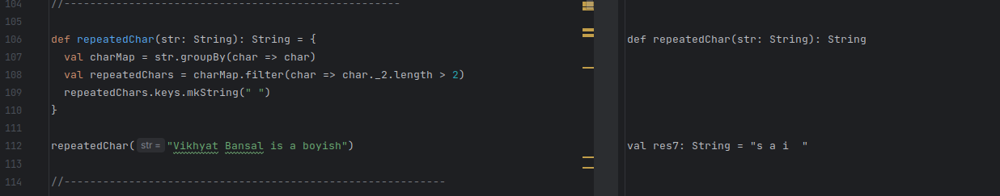 104 //----------------------------------------------------
105
106 def repeatedChar(str: String): String = { def repeatedChar(str: String): String
107 val charMap = str.groupBy(char => char)
108 val repeatedChars = charMap.filter(char => char._2.length > 2)
109 repeatedChars.keys.mkString(" ")
110 }
111
112 repeatedChar( str = "Vikhyat Bansal is a boyish") val res7: String = "s a i  "
113
114 //-----------------------------------------------------------